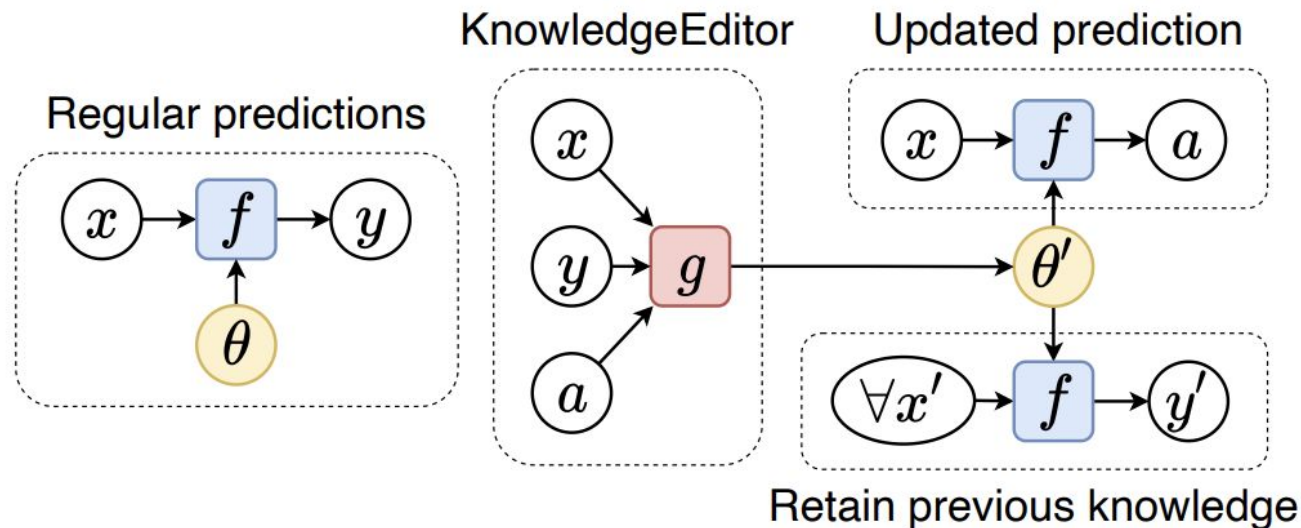 Regular predictions
x f y
θ
KnowledgeEditor
x
y g
a
Updated prediction
x f a
θ′
∀x′ f y′
Retain previous knowledge